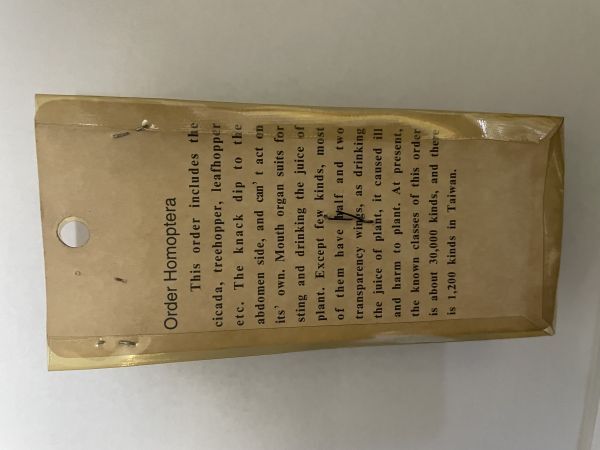 Order Homoptera
This order includes the
cicada, treehopper, leafhopper
etc. The knack dip to the
abdomen side, and can't act on
its' own. Mouth organ suits for
sting and drinking the juice of
plant. Except few kinds, most
of them have half and two
transparency wings, as drinking
the juice of plant, it caused ill
and harm to plant. At present,
the known classes of this order
is about 30,000 kinds, and there
is 1,200 kinds in Taiwan.